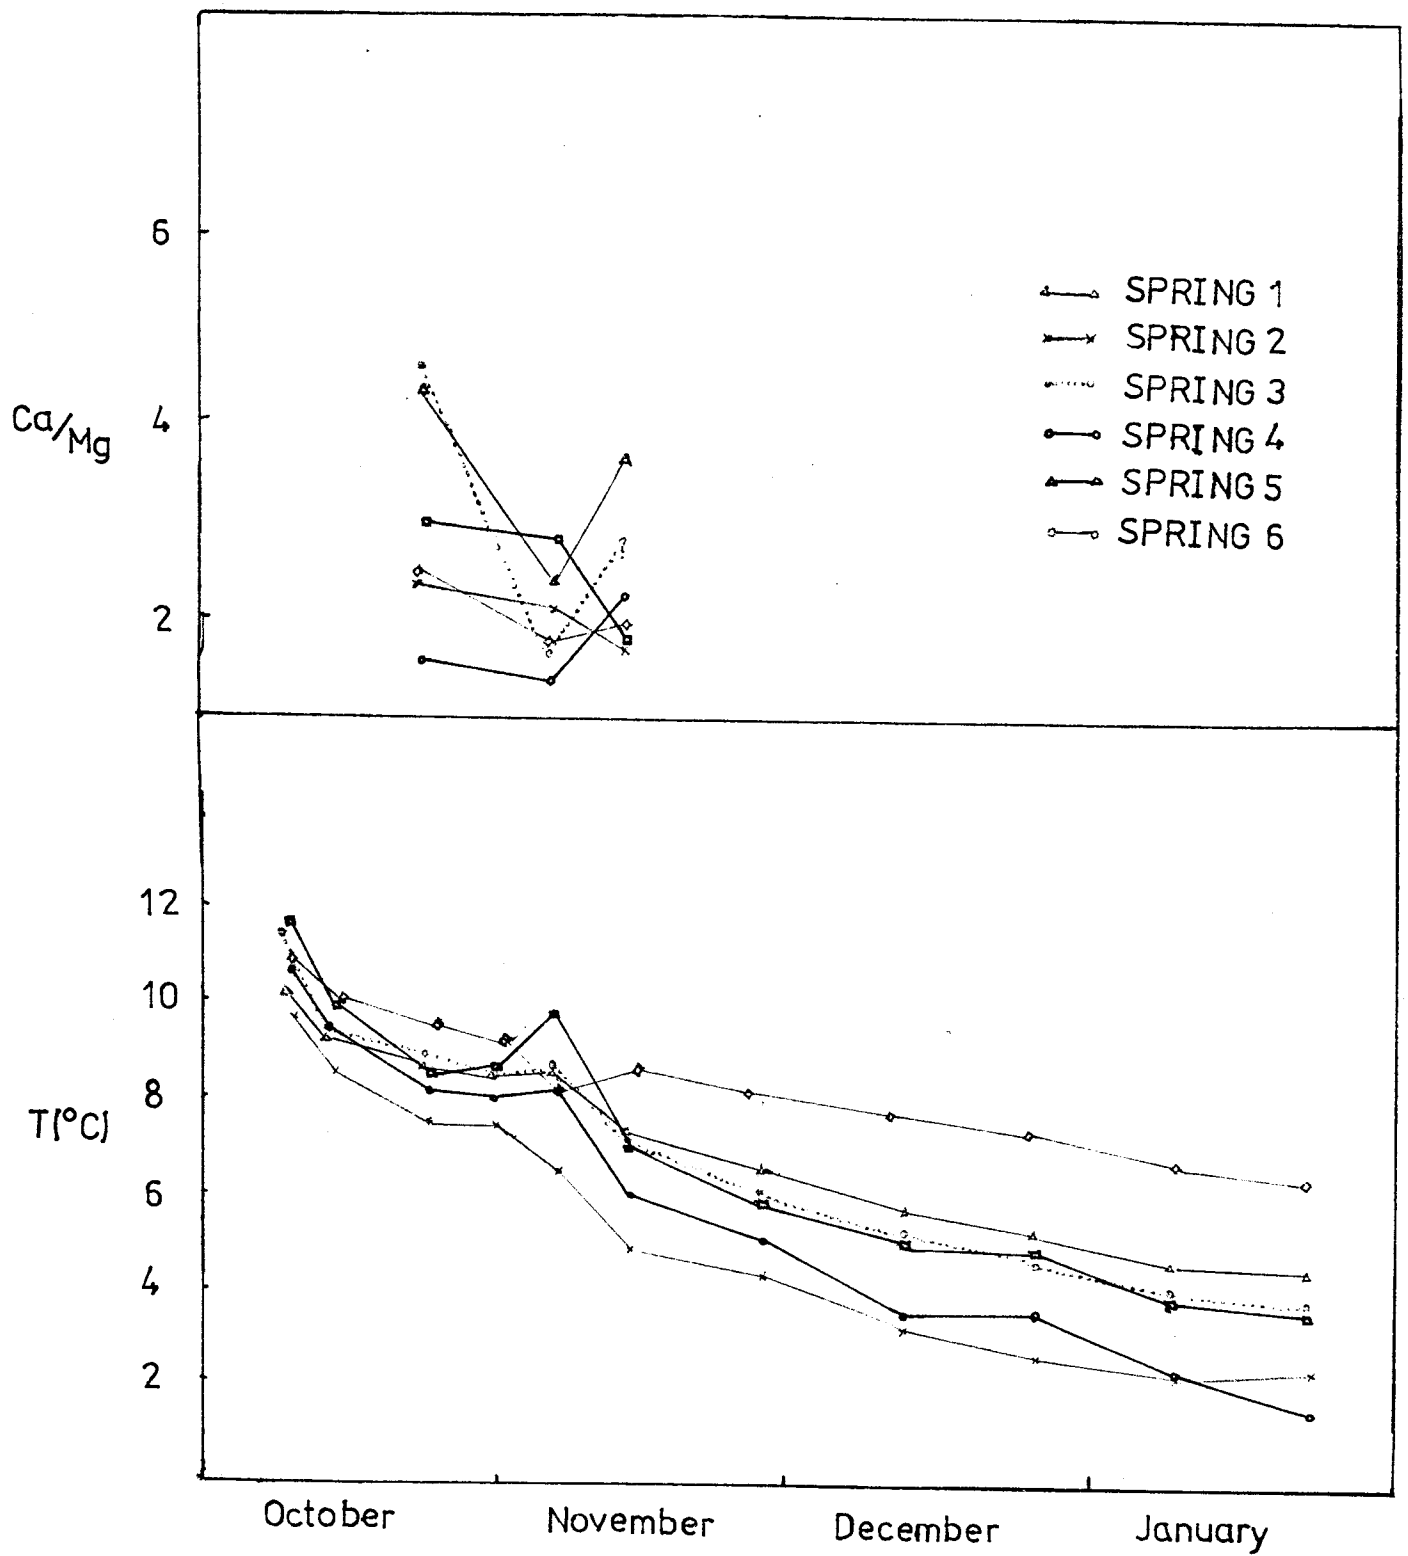 6
4
2
Ca/Mg
SPRING 1
SPRING 2
SPRING 3
SPRING 4
SPRING 5
SPRING 6
12
10
8
6
4
2
T(°C)
October November December January